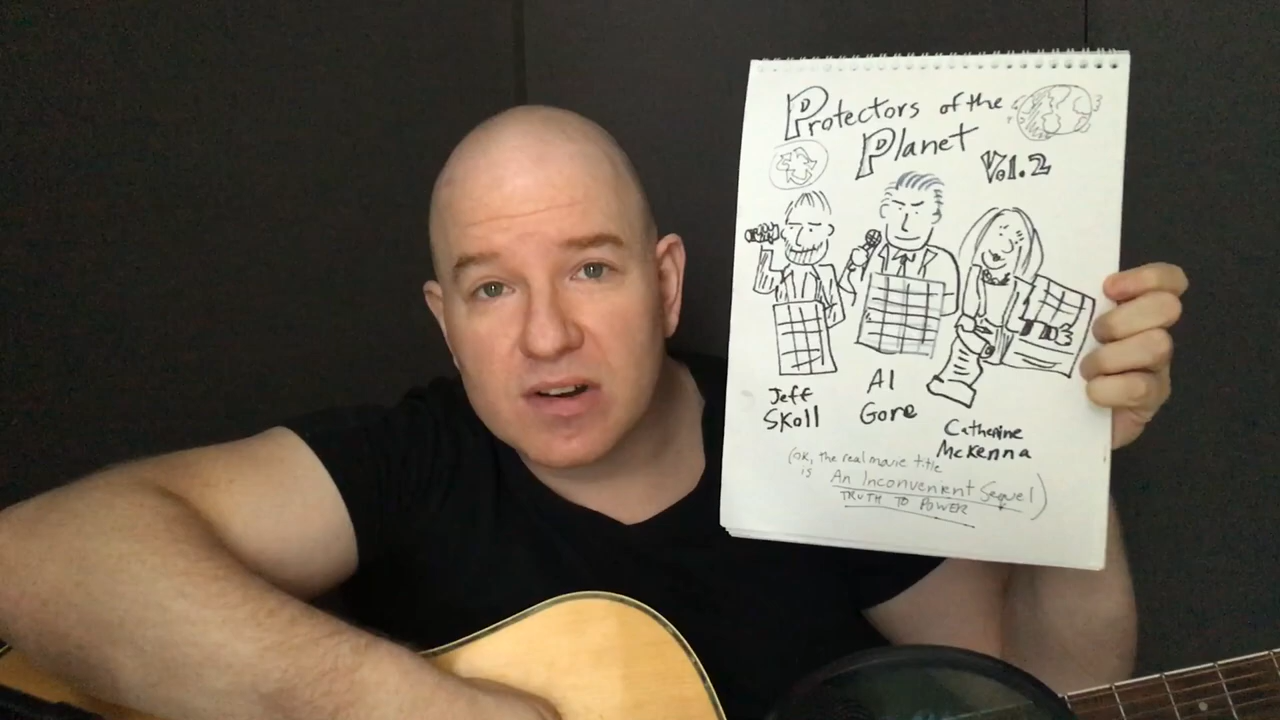 Protectors of the
Planet
Vol.2
Jeff
Skoll
Al
Gore
Catherine
McKenna
(OK, the real movie title
is An Inconvenient Sequel)
TRUTH TO POWER